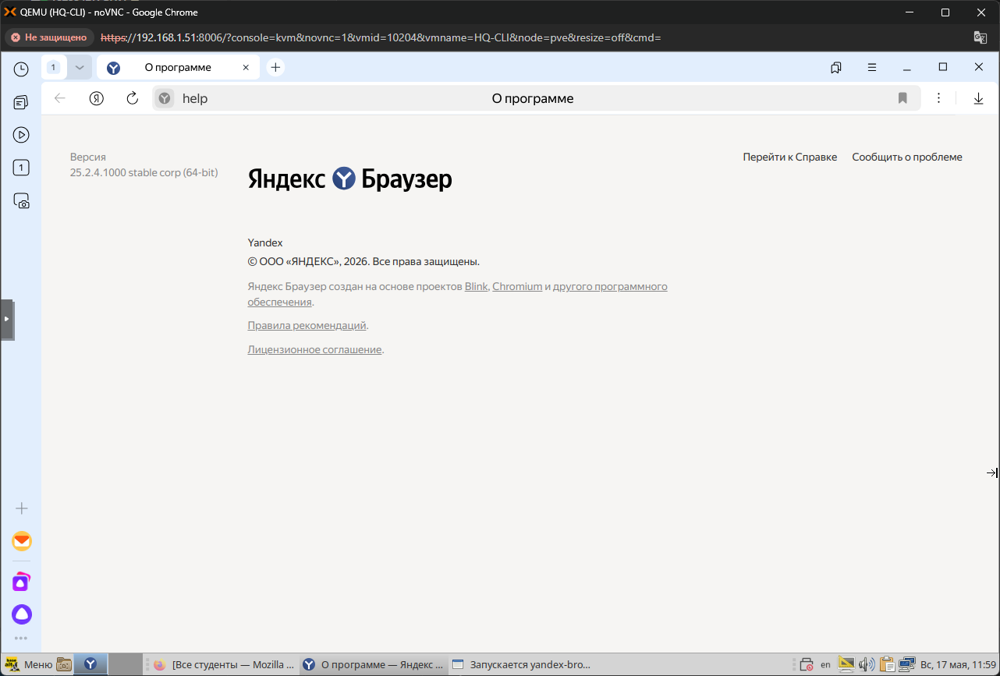 QEMU (HQ-CLI) - noVNC - Google Chrome
Не защищено
https://192.168.1.51:8006/?console=kvm&novnc=1&vmid=10204&vmname=HQ-CLI&node=pve&resize=off&cmd=
1
О программе
Я
help
О программе
1
Версия
25.2.4.1000 stable corp (64-bit)
Яндекс Браузер
Перейти к Справке
Сообщить о проблеме
Yandex
© ООО «ЯНДЕКС», 2026. Все права защищены.
Яндекс Браузер создан на основе проектов Blink, Chromium и другого программного
обеспечения.
Правила рекомендаций.
Лицензионное соглашение.
Меню
[Все студенты — Mozilla ...
О программе — Яндекс ...
Запускается yandex-bro...
en
Вс, 17 мая, 11:59